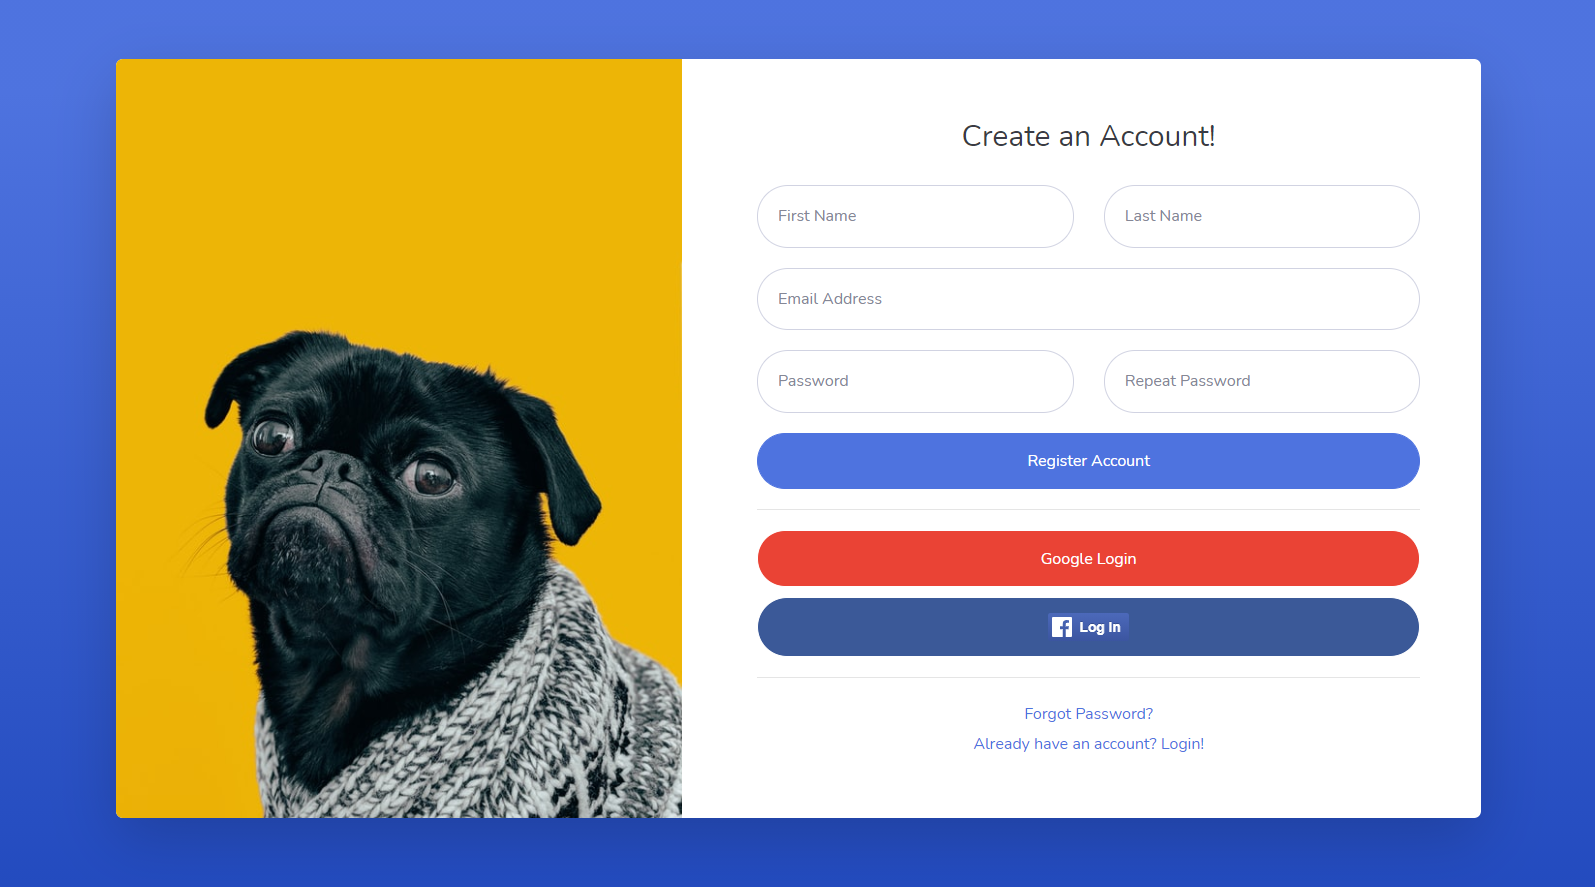 Create an Account!
First Name
Last Name
Email Address
Password
Repeat Password
Register Account
Google Login
Log In
Forgot Password?
Already have an account? Login!